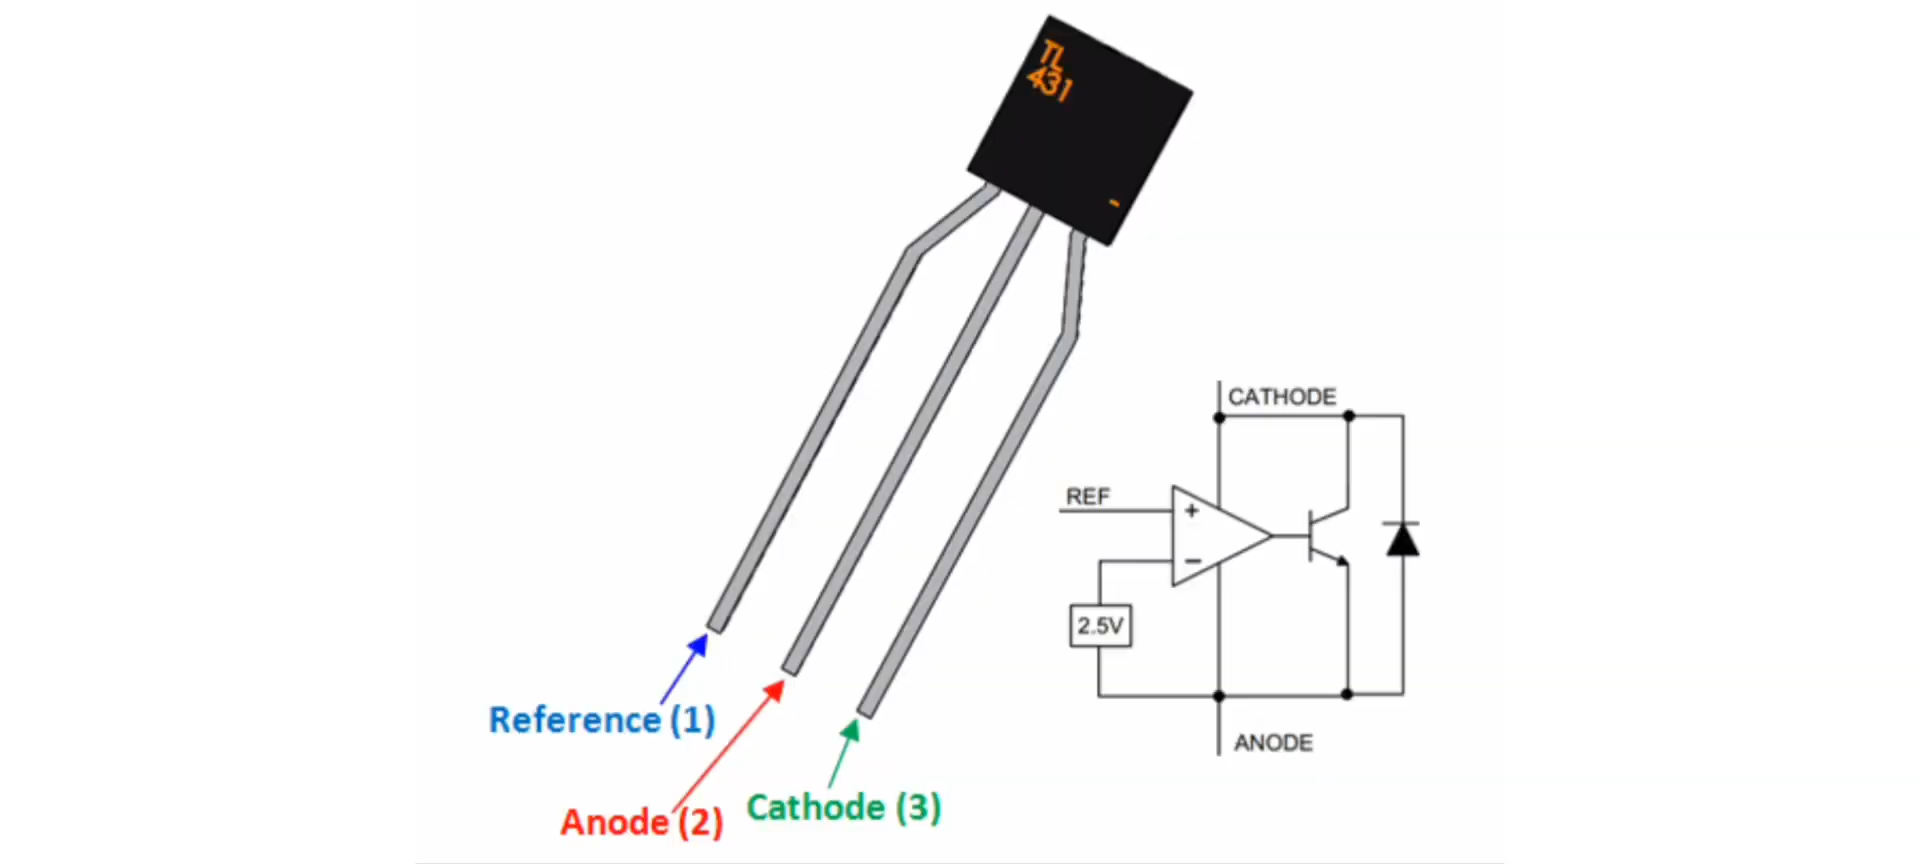 TL
431
-
CATHODE
REF
+
−
2.5V
ANODE
Reference (1)
Anode (2)
Cathode (3)